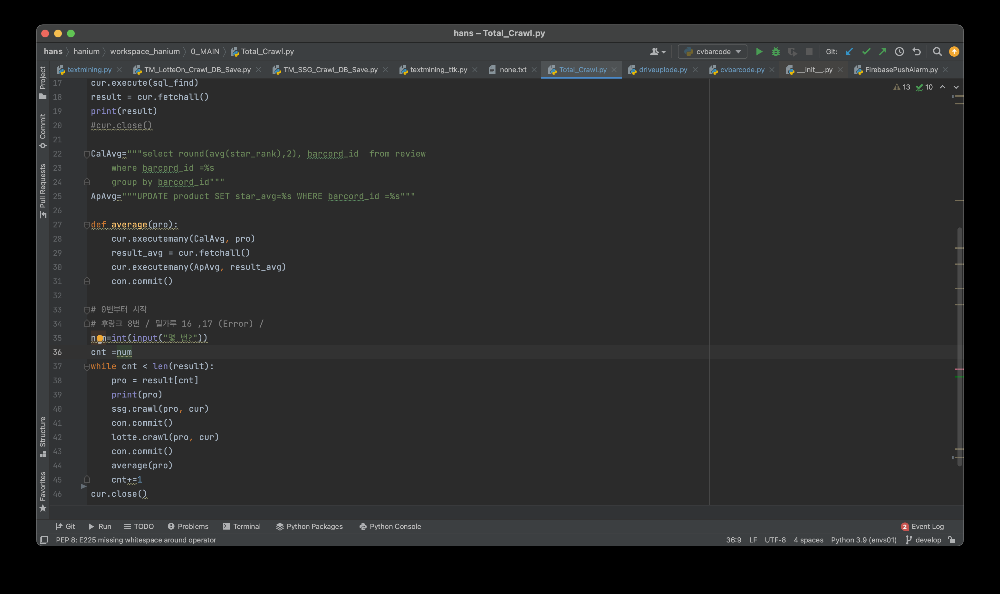 hans – Total_Crawl.py
hans hanium workspace_hanium 0_MAIN Total_Crawl.py cvbarcode Git:
textmining.py TM_LotteOn_Crawl_DB_Save.py TM_SSG_Crawl_DB_Save.py textmining_ttk.py none.txt Total_Crawl.py driveuplode.py cvbarcode.py __init__.py FirebasePushAlarm.py
Project
Commit
Pull Requests
Structure
Favorites
13 10
17 cur.execute(sql_find)
18 result = cur.fetchall()
19 print(result)
20 #cur.close()
21
22 CalAvg="""select round(avg(star_rank),2), barcord_id  from review
23     where barcord_id =%s
24     group by barcord_id"""
25 ApAvg="""UPDATE product SET star_avg=%s WHERE barcord_id =%s"""
26
27 def average(pro):
28     cur.executemany(CalAvg, pro)
29     result_avg = cur.fetchall()
30     cur.executemany(ApAvg, result_avg)
31     con.commit()
32
33 # 0번부터 시작
34 # 후랑크 8번 / 밀가루 16 ,17 (Error) /
35 num=int(input("몇 번?"))
36 cnt =num
37 while cnt < len(result):
38     pro = result[cnt]
39     print(pro)
40     ssg.crawl(pro, cur)
41     con.commit()
42     lotte.crawl(pro, cur)
43     con.commit()
44     average(pro)
45     cnt+=1
46 cur.close()
Git Run TODO Problems Terminal Python Packages Python Console 2 Event Log
PEP 8: E225 missing whitespace around operator 36:9 LF UTF-8 4 spaces Python 3.9 (envs01) develop